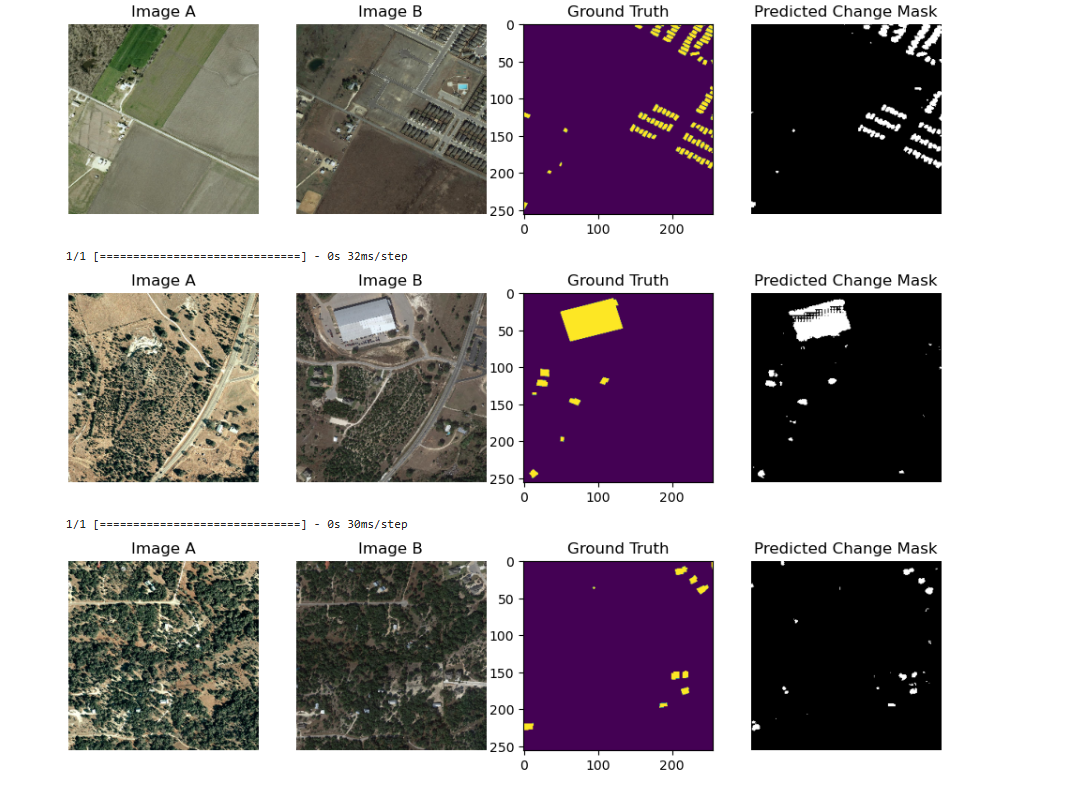 Image A Image B Ground Truth Predicted Change Mask
0
50
100
150
200
250
0 100 200
1/1 [==============================] - 0s 32ms/step
Image A Image B Ground Truth Predicted Change Mask
0
50
100
150
200
250
0 100 200
1/1 [==============================] - 0s 30ms/step
Image A Image B Ground Truth Predicted Change Mask
0
50
100
150
200
250
0 100 200